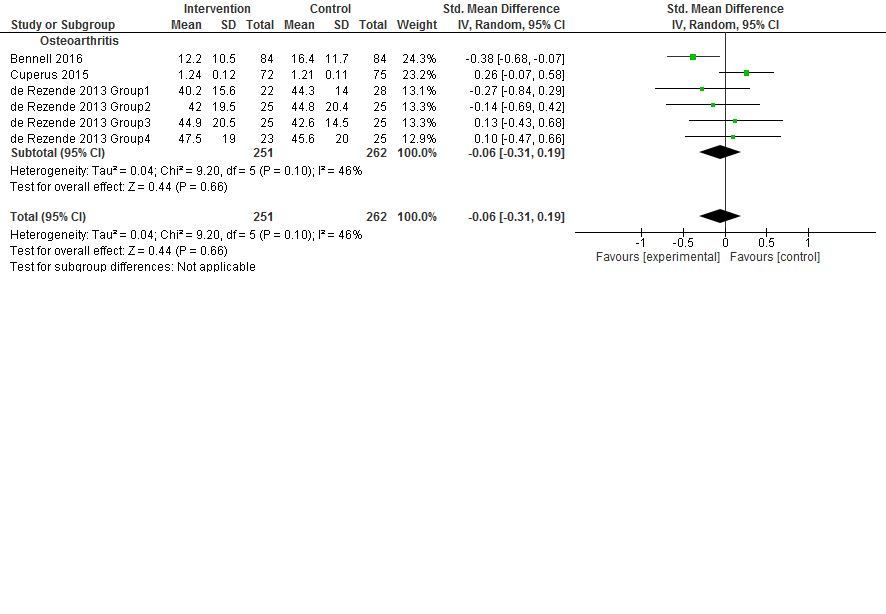 Intervention Control Std. Mean Difference Std. Mean Difference
Study or Subgroup Mean SD Total Mean SD Total Weight IV, Random, 95% CI IV, Random, 95% CI
Osteoarthritis
Bennell 2016 12.2 10.5 84 16.4 11.7 84 24.3% -0.38 [-0.68, -0.07]
Cuperus 2015 1.24 0.12 72 1.21 0.11 75 23.2% 0.26 [-0.07, 0.58]
de Rezende 2013 Group1 40.2 15.6 22 44.3 14 28 13.1% -0.27 [-0.84, 0.29]
de Rezende 2013 Group2 42 19.5 25 44.8 20.4 25 13.3% -0.14 [-0.69, 0.42]
de Rezende 2013 Group3 44.9 20.5 25 42.6 14.5 25 13.3% 0.13 [-0.43, 0.68]
de Rezende 2013 Group4 47.5 19 23 45.6 20 25 12.9% 0.10 [-0.47, 0.66]
Subtotal (95% CI) 251 262 100.0% -0.06 [-0.31, 0.19]
Heterogeneity: Tau² = 0.04; Chi² = 9.20, df = 5 (P = 0.10); I² = 46%
Test for overall effect: Z = 0.44 (P = 0.66)
Total (95% CI) 251 262 100.0% -0.06 [-0.31, 0.19]
Heterogeneity: Tau² = 0.04; Chi² = 9.20, df = 5 (P = 0.10); I² = 46%
Test for overall effect: Z = 0.44 (P = 0.66)
Test for subgroup differences: Not applicable
-1 -0.5 0 0.5 1
Favours [experimental] Favours [control]